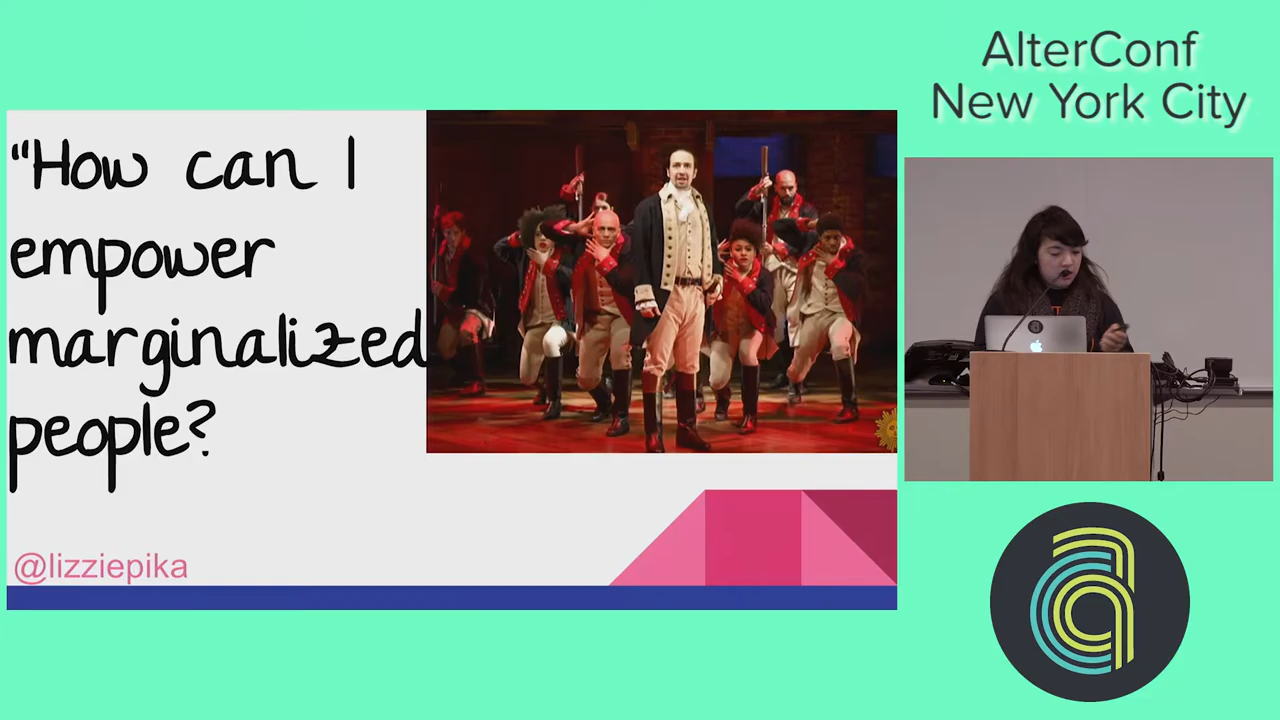 AlterConf
New York City
"How can I
empower
marginalized
people?
@lizziepika